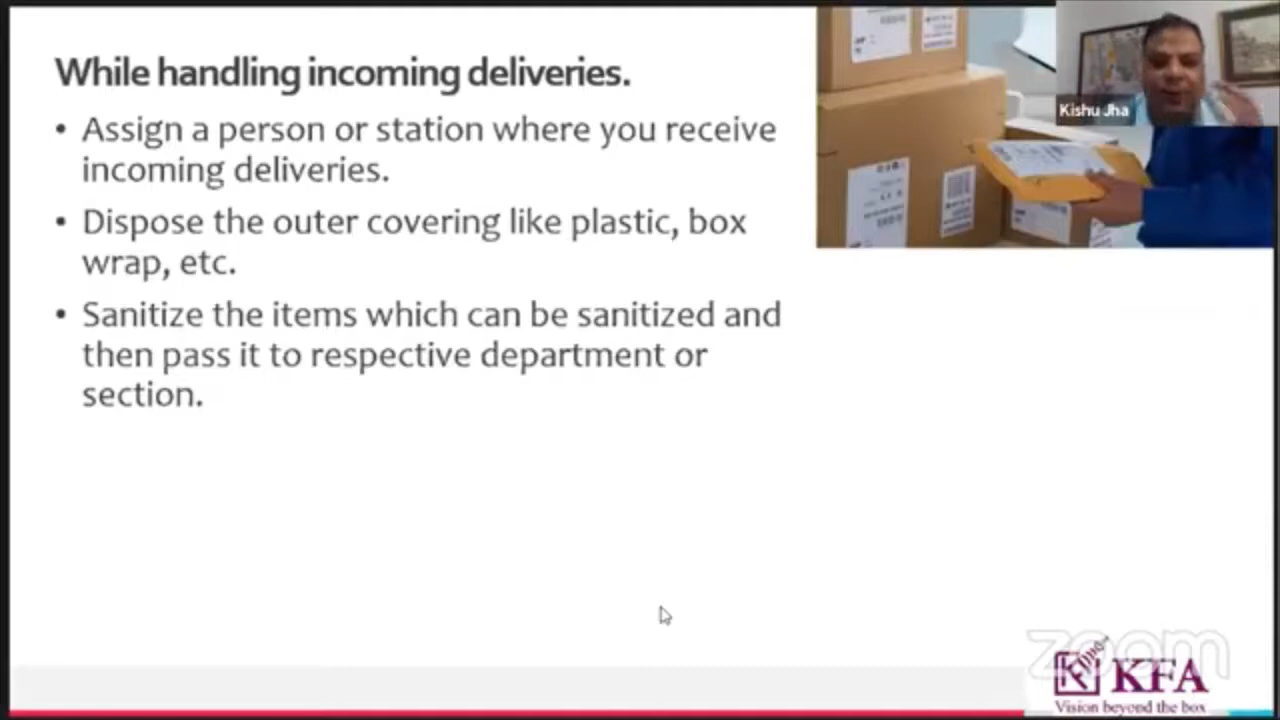 While handling incoming deliveries.
• Assign a person or station where you receive
incoming deliveries.
• Dispose the outer covering like plastic, box
wrap, etc.
• Sanitize the items which can be sanitized and
then pass it to respective department or
section.
Kishu Jha
zoom
KFA
Vision beyond the box